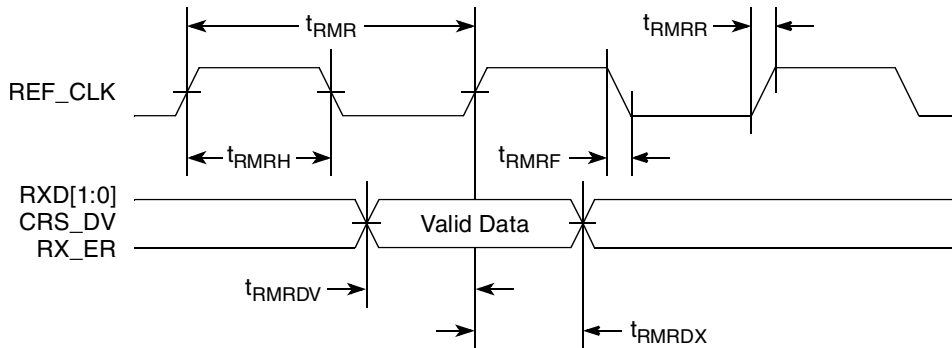 tRMR
tRMRR
REF_CLK
tRMRH
tRMRF
RXD[1:0]
CRS_DV
RX_ER
Valid Data
tRMRDV
tRMRDX